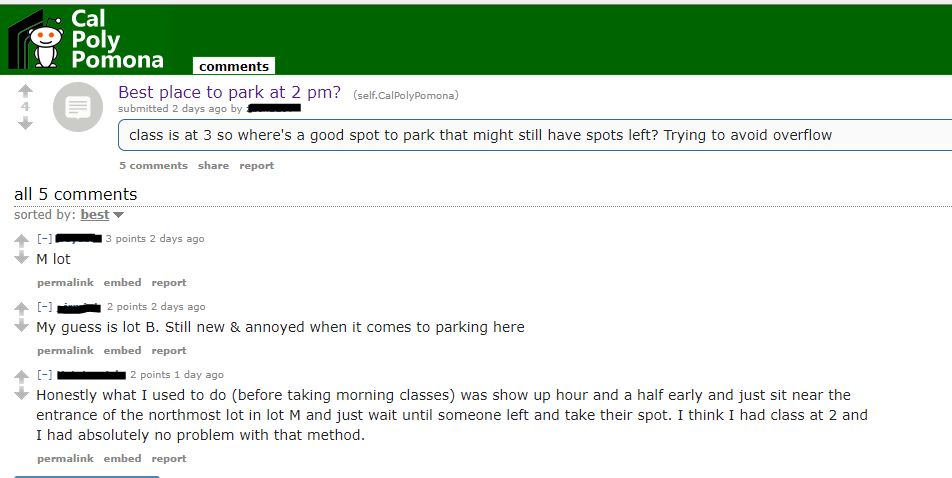 Cal
Poly
Pomona
comments
4
Best place to park at 2 pm? (self.CalPolyPomona)
submitted 2 days ago by
class is at 3 so where's a good spot to park that might still have spots left? Trying to avoid overflow
5 comments share report
all 5 comments
sorted by: best
[-] 3 points 2 days ago
M lot
permalink embed report
[-] 2 points 2 days ago
My guess is lot B. Still new & annoyed when it comes to parking here
permalink embed report
[-] 2 points 1 day ago
Honestly what I used to do (before taking morning classes) was show up hour and a half early and just sit near the
entrance of the northmost lot in lot M and just wait until someone left and take their spot. I think I had class at 2 and
I had absolutely no problem with that method.
permalink embed report